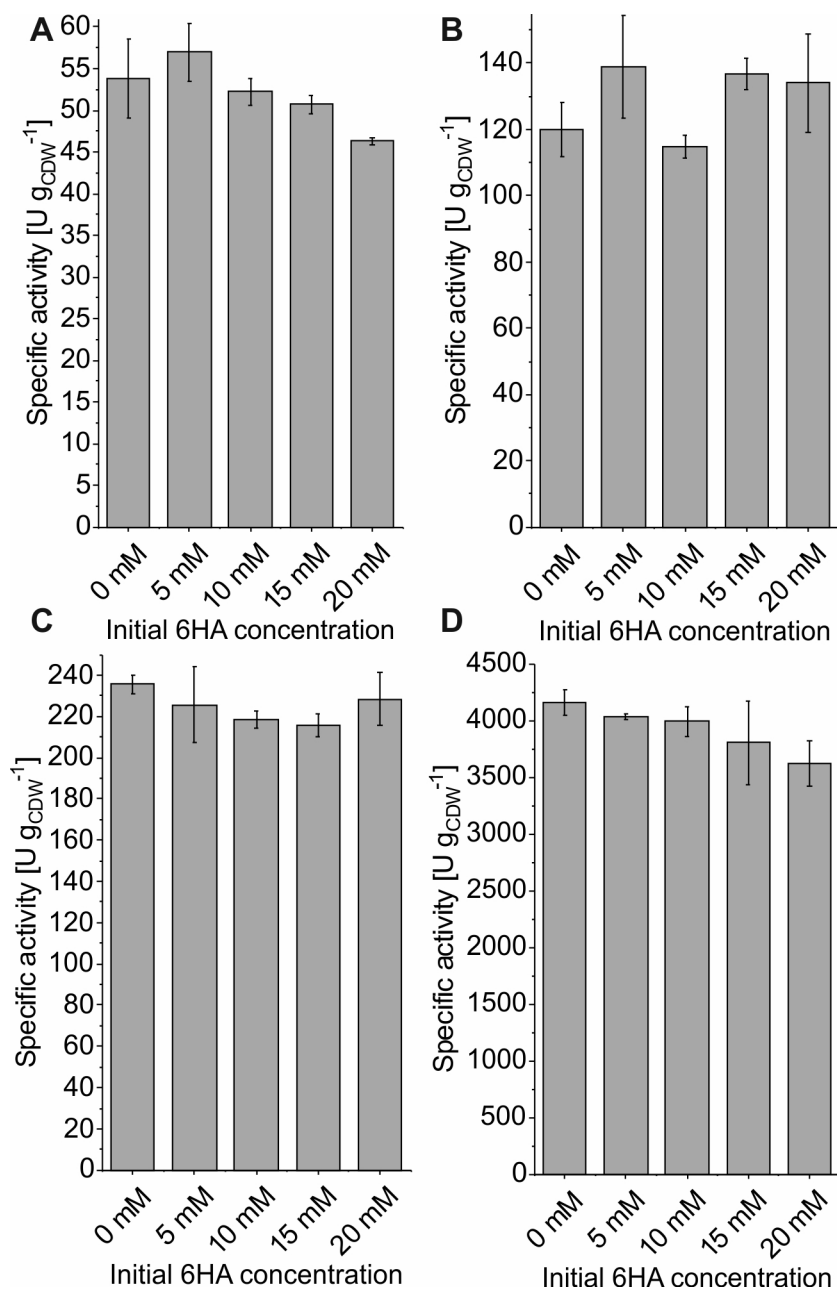 A
Specific activity [U gCDW-1]
60
55
50
45
40
35
30
25
20
15
10
5
0
0 mM
5 mM
10 mM
15 mM
20 mM
Initial 6HA concentration
B
Specific activity [U gCDW-1]
140
120
100
80
60
40
20
0
0 mM
5 mM
10 mM
15 mM
20 mM
Initial 6HA concentration
C
Specific activity [U gCDW-1]
240
220
200
180
160
140
120
100
80
60
40
20
0
0 mM
5 mM
10 mM
15 mM
20 mM
Initial 6HA concentration
D
Specific activity [U gCDW-1]
4500
4000
3500
3000
2500
2000
1500
1000
500
0
0 mM
5 mM
10 mM
15 mM
20 mM
Initial 6HA concentration